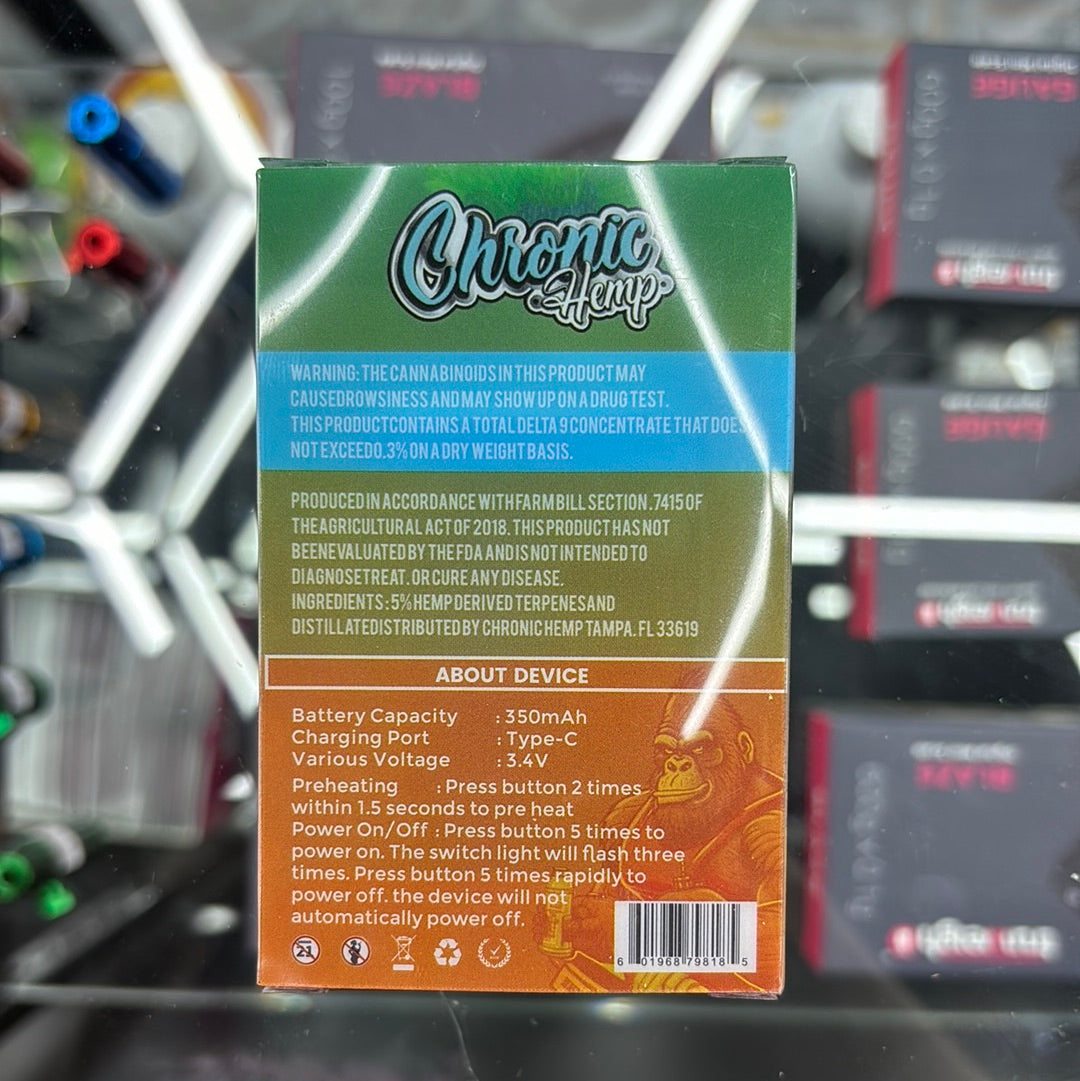 Chronic
Hemp
WARNING: THE CANNABINOIDS IN THIS PRODUCT MAY
CAUSEDROWSINESS AND MAY SHOW UP ON A DRUG TEST.
THIS PRODUCTCONTAINS A TOTAL DELTA 9 CONCENTRATE THAT DOES
NOT EXCEED0.3% ON A DRY WEIGHT BASIS.
PRODUCED IN ACCORDANCE WITH FARM BILL SECTION .7415 OF
THEAGRICULTURAL ACT OF 2018. THIS PRODUCT HAS NOT
BEENEVALUATED BY THE FDA AND IS NOT INTENDED TO
DIAGNOSETREAT. OR CURE ANY DISEASE.
INGREDIENTS : 5% HEMP DERIVED TERPENES AND
DISTILLATEDISTRIBUTED BY CHRONIC HEMP TAMPA. FL 33619
ABOUT DEVICE
Battery Capacity : 350mAh
Charging Port : Type-C
Various Voltage : 3.4V
Preheating : Press button 2 times
within 1.5 seconds to pre heat
Power On/Off : Press button 5 times to
power on. The switch light will flash three
times. Press button 5 times rapidly to
power off. the device will not
automatically power off.
21
6 01968 79818 5
BLAZE
GAUGE
GAUGE
BLAZE